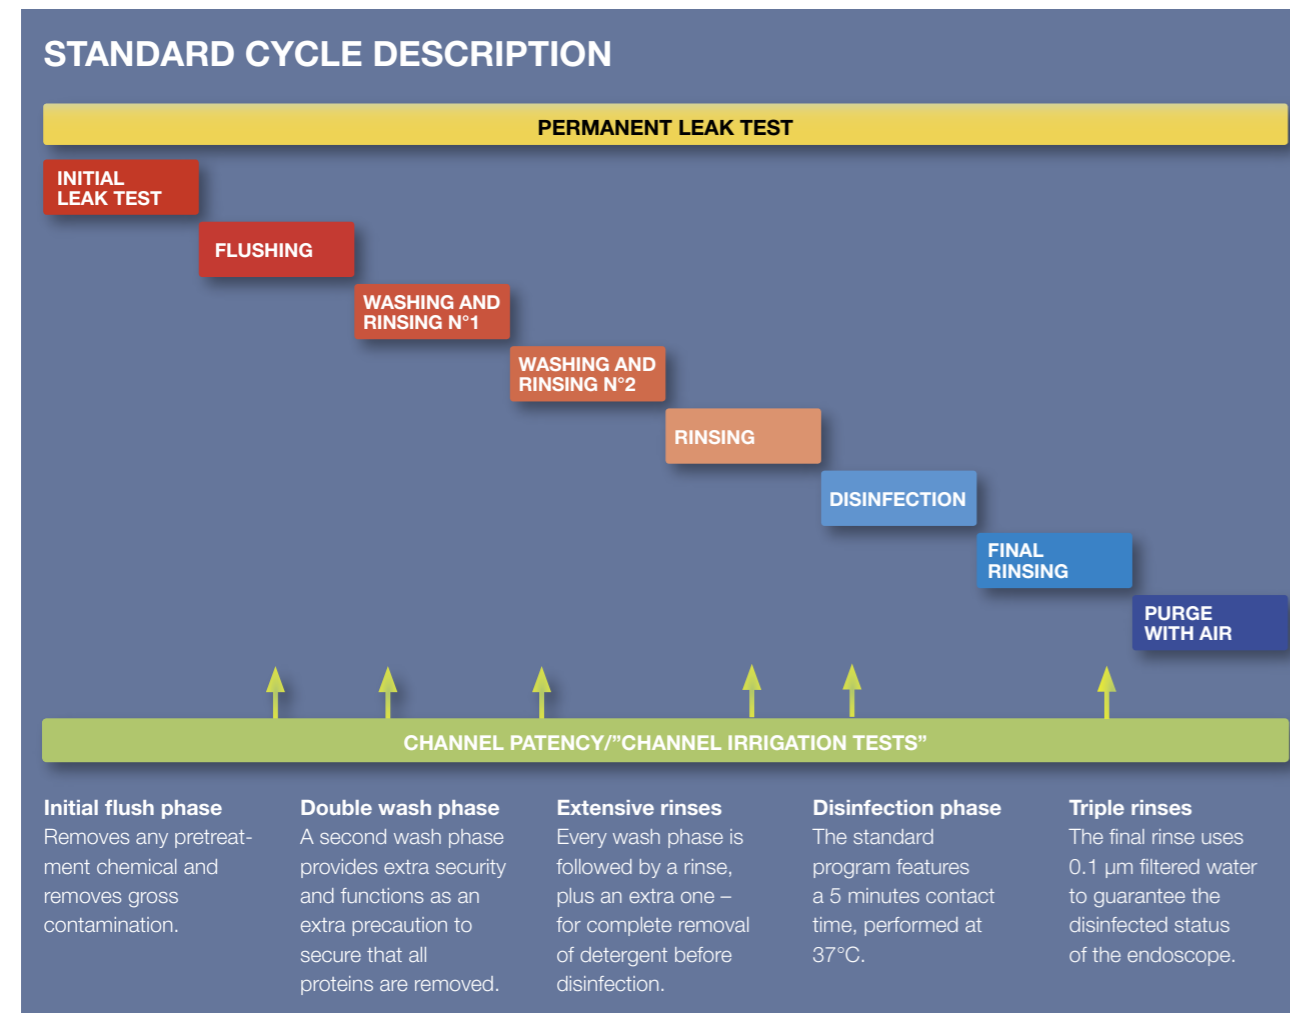 STANDARD CYCLE DESCRIPTION
PERMANENT LEAK TEST
INITIAL
LEAK TEST
FLUSHING
WASHING AND
RINSING N°1
WASHING AND
RINSING N°2
RINSING
DISINFECTION
FINAL
RINSING
PURGE
WITH AIR
CHANNEL PATENCY/”CHANNEL IRRIGATION TESTS”
Initial flush phase
Removes any pretreat-
ment chemical and
removes gross
contamination.
Double wash phase
A second wash phase
provides extra security
and functions as an
extra precaution to
secure that all
proteins are removed.
Extensive rinses
Every wash phase is
followed by a rinse,
plus an extra one –
for complete removal
of detergent before
disinfection.
Disinfection phase
The standard
program features
a 5 minutes contact
time, performed at
37°C.
Triple rinses
The final rinse uses
0.1 µm filtered water
to guarantee the
disinfected status
of the endoscope.